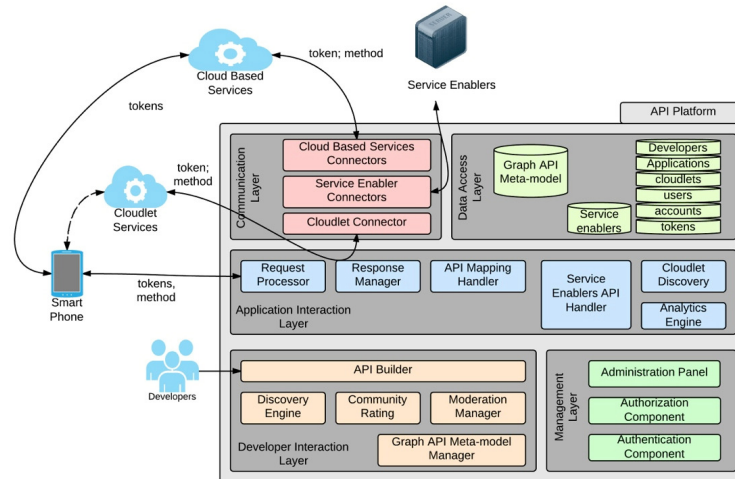 token; method
Cloud Based
Services
Service Enablers
tokens
API Platform
token;
method
Cloudlet
Services
Communication
Layer
Cloud Based Services
Connectors
Service Enabler
Connectors
Cloudlet Connector
Data Access
Layer
Graph API
Meta-model
Service
enablers
Developers
Applications
cloudlets
users
accounts
tokens
Smart
Phone
tokens,
method
Request
Processor
Response
Manager
API Mapping
Handler
Service
Enablers API
Handler
Cloudlet
Discovery
Analytics
Engine
Application Interaction
Layer
Developers
API Builder
Discovery
Engine
Community
Rating
Moderation
Manager
Developer Interaction
Layer
Graph API Meta-model
Manager
Management
Layer
Administration Panel
Authorization
Component
Authentication
Component